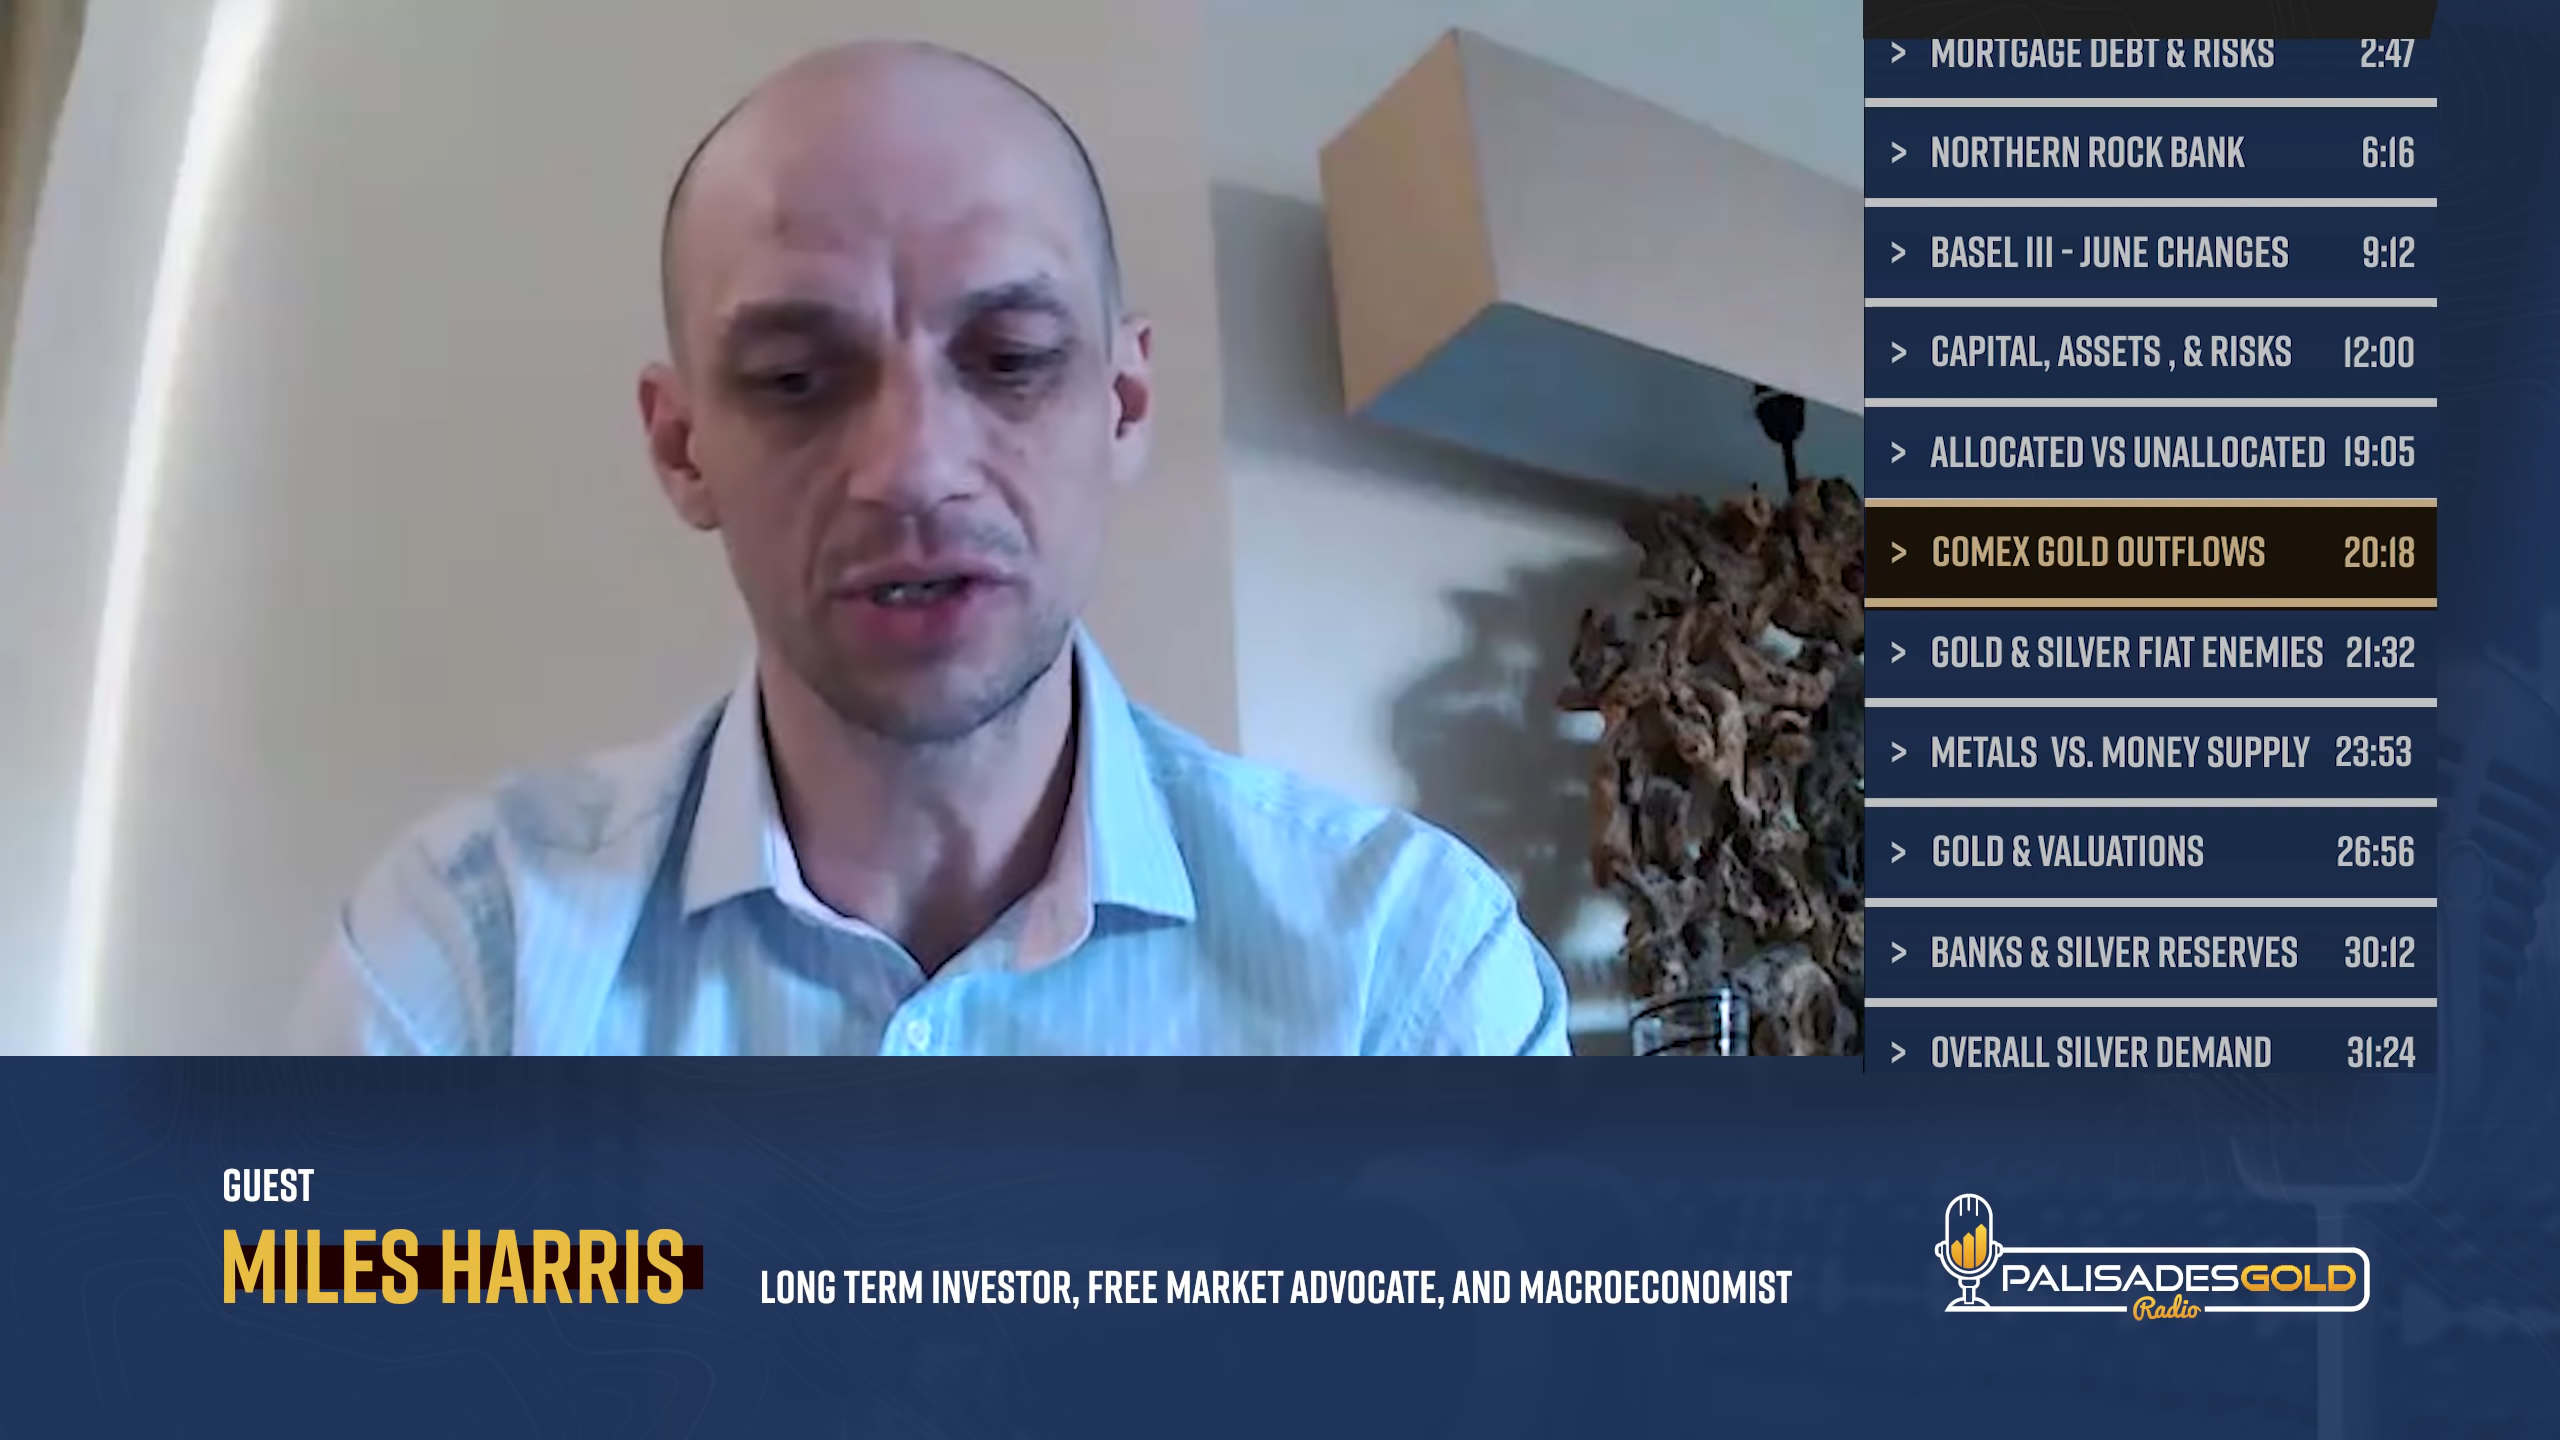 > MORTGAGE DEBT & RISKS 2:47
> NORTHERN ROCK BANK 6:16
> BASEL III - JUNE CHANGES 9:12
> CAPITAL, ASSETS , & RISKS 12:00
> ALLOCATED VS UNALLOCATED 19:05
> COMEX GOLD OUTFLOWS 20:18
> GOLD & SILVER FIAT ENEMIES 21:32
> METALS VS. MONEY SUPPLY 23:53
> GOLD & VALUATIONS 26:56
> BANKS & SILVER RESERVES 30:12
> OVERALL SILVER DEMAND 31:24
GUEST
MILES HARRIS
LONG TERM INVESTOR, FREE MARKET ADVOCATE, AND MACROECONOMIST
PALISADESGOLD
Radio